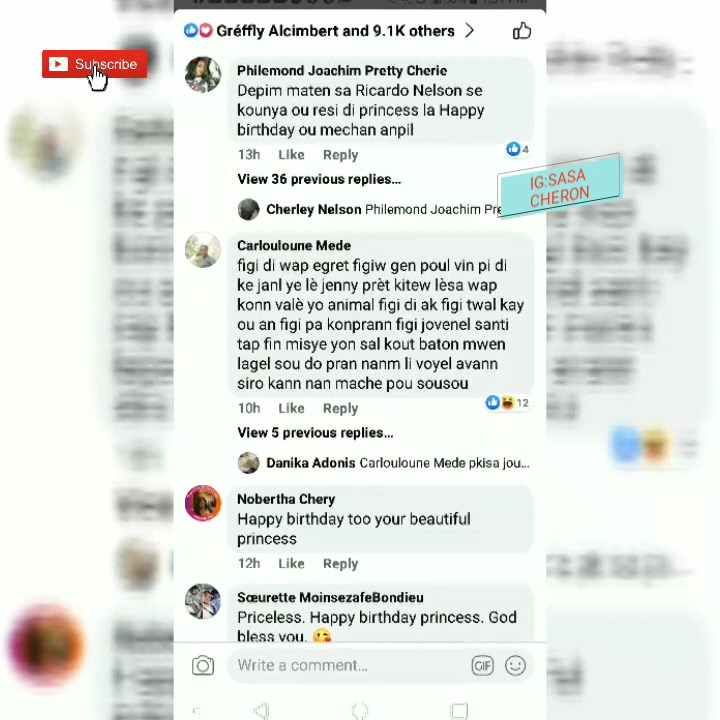 Gréffly Alcimbert and 9.1K others
Subscribe
Philemond Joachim Pretty Cherie
Depim maten sa Ricardo Nelson se
kounya ou resi di princess la Happy
birthday ou mechan anpil
13h Like Reply
4
View 36 previous replies...
IG:SASA
CHERON
Cherley Nelson Philemond Joachim Pre
Carlouloune Mede
figi di wap egret figiw gen poul vin pi di
ke janl ye lè jenny prèt kitew lèsa wap
konn valè yo animal figi di ak figi twal kay
ou an figi pa konprann figi jovenel santi
tap fin misye yon sal kout baton mwen
lagel sou do pran nanm li voyel avann
siro kann nan mache pou sousou
10h Like Reply
12
View 5 previous replies...
Danika Adonis Carlouloune Mede pkisa jou...
Nobertha Chery
Happy birthday too your beautiful
princess
12h Like Reply
Sœurette MoinsezafeBondieu
Priceless. Happy birthday princess. God
bless you. 😘
Write a comment...
GIF